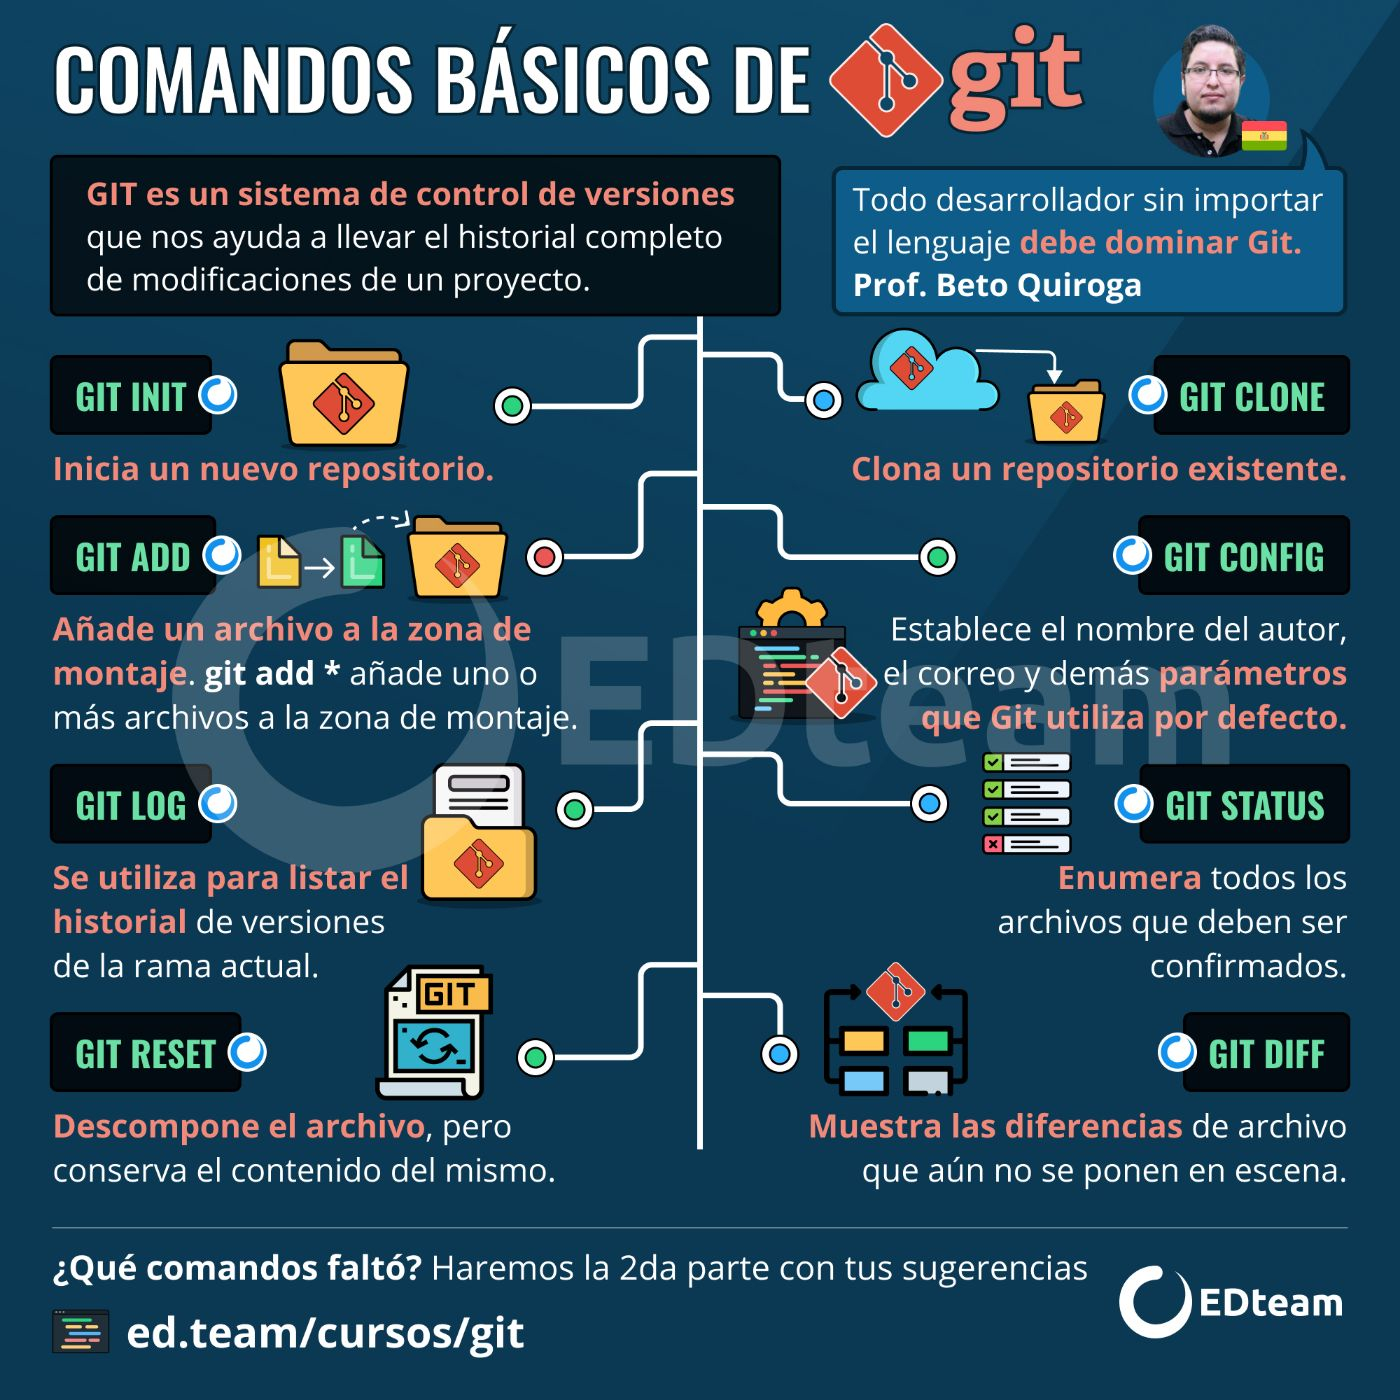 COMANDOS BÁSICOS DE git
GIT es un sistema de control de versiones
que nos ayuda a llevar el historial completo
de modificaciones de un proyecto.
Todo desarrollador sin importar
el lenguaje debe dominar Git.
Prof. Beto Quiroga
GIT INIT
Inicia un nuevo repositorio.
GIT CLONE
Clona un repositorio existente.
GIT ADD
Añade un archivo a la zona de
montaje. git add * añade uno o
más archivos a la zona de montaje.
GIT CONFIG
Establece el nombre del autor,
el correo y demás parámetros
que Git utiliza por defecto.
EDteam
GIT LOG
Se utiliza para listar el
historial de versiones
de la rama actual.
GIT STATUS
Enumera todos los
archivos que deben ser
confirmados.
GIT RESET
GIT
Descompone el archivo, pero
conserva el contenido del mismo.
GIT DIFF
Muestra las diferencias de archivo
que aún no se ponen en escena.
¿Qué comandos faltó? Haremos la 2da parte con tus sugerencias
ed.team/cursos/git
EDteam